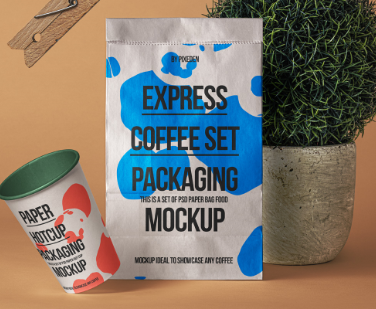 BY PIXEDEN
EXPRESS
COFFEE SET
PACKAGING
THIS IS A SET OF PSD PAPER BAG FOOD
MOCKUP
MOCKUP IDEAL TO SHOWCASE ANY COFFEE
PAPER
HOTCUP
PACKAGING
MOCKUP